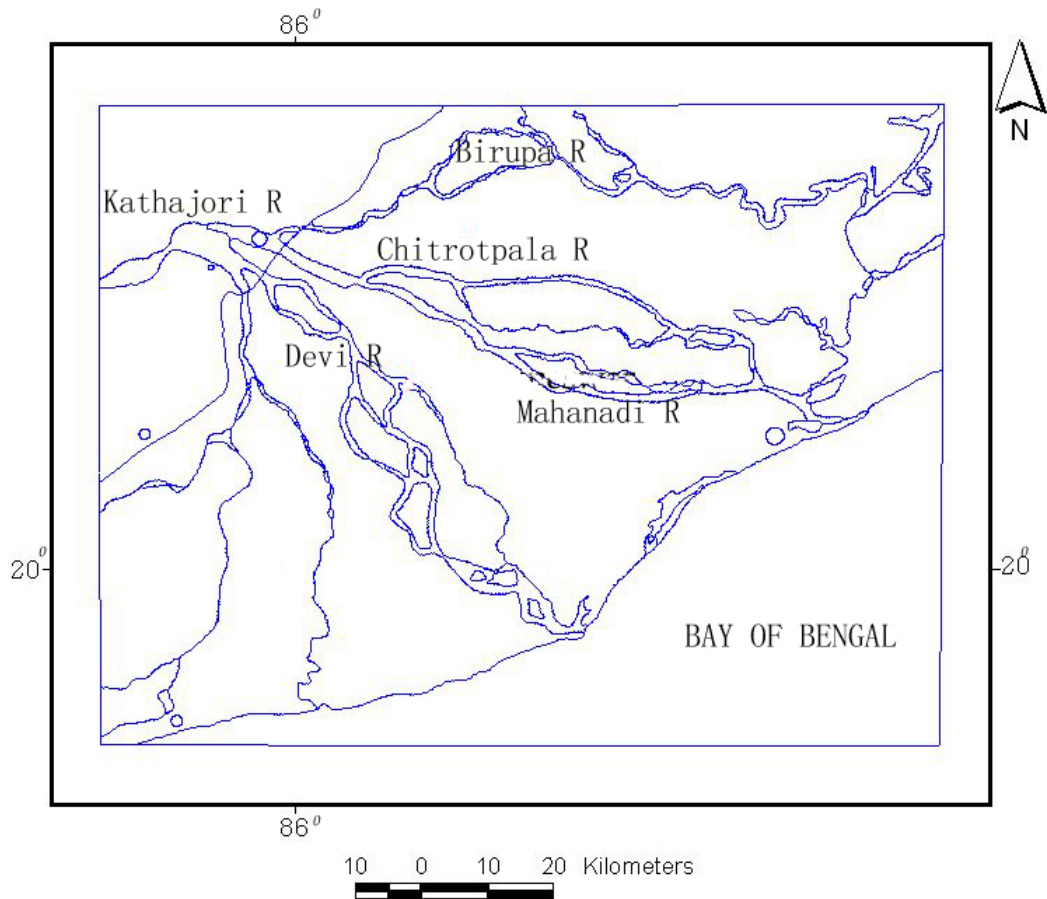 86⁰
N
Birupa R
Kathajori R
Chitrotpala R
Devi R
Mahanadi R
20⁰
20⁰
BAY OF BENGAL
86⁰
10 0 10 20 Kilometers